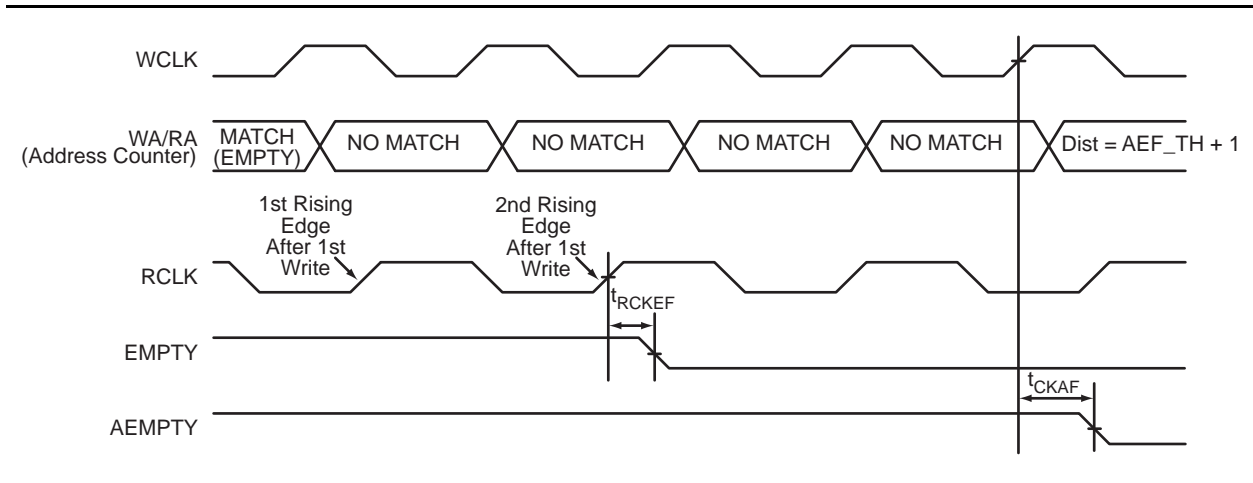 WCLK
WA/RA
(Address Counter)
MATCH
(EMPTY)
NO MATCH
NO MATCH
NO MATCH
NO MATCH
Dist = AEF_TH + 1
1st Rising
Edge
After 1st
Write
2nd Rising
Edge
After 1st
Write
RCLK
tRCKEF
EMPTY
tCKAF
AEMPTY